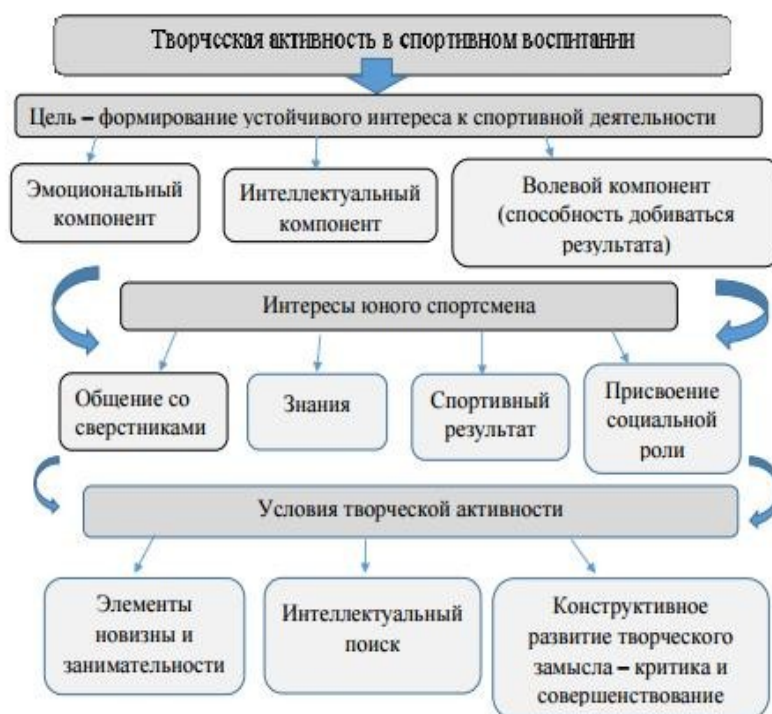 Творческая активность в спортивном воспитании
Цель – формирование устойчивого интереса к спортивной деятельности
Эмоциональный
компонент
Интеллектуальный
компонент
Волевой компонент
(способность добиваться
результата)
Интересы юного спортсмена
Общение со
сверстниками
Знания
Спортивный
результат
Присвоение
социальной
роли
Условия творческой активности
Элементы
новизны и
занимательности
Интеллектуальный
поиск
Конструктивное
развитие творческого
замысла – критика и
совершенствование